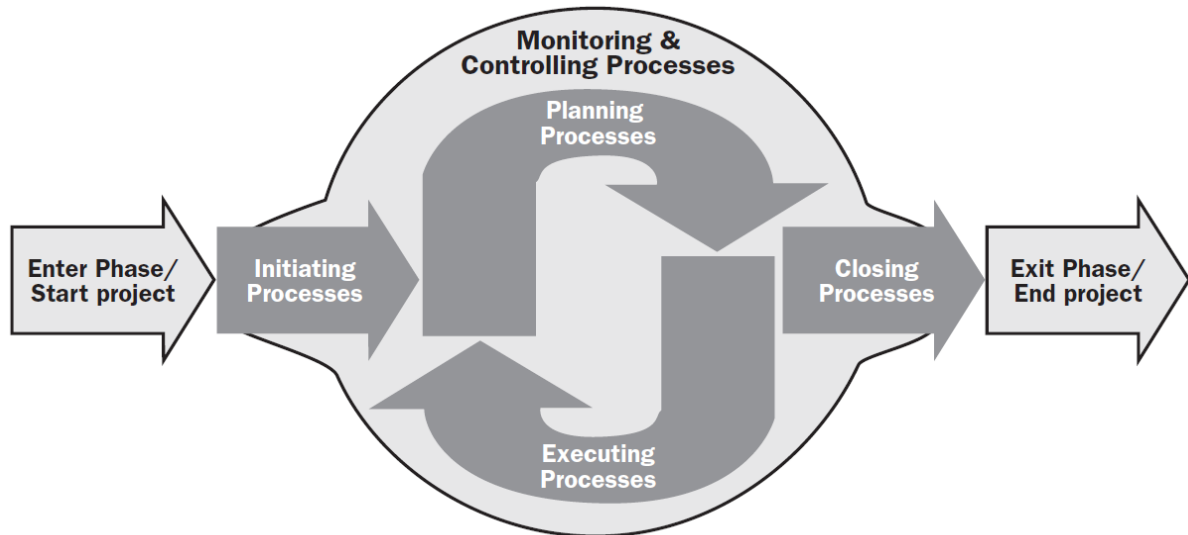 Monitoring &
Controlling Processes
Planning
Processes
Enter Phase/
Start project
Initiating
Processes
Closing
Processes
Exit Phase/
End project
Executing
Processes